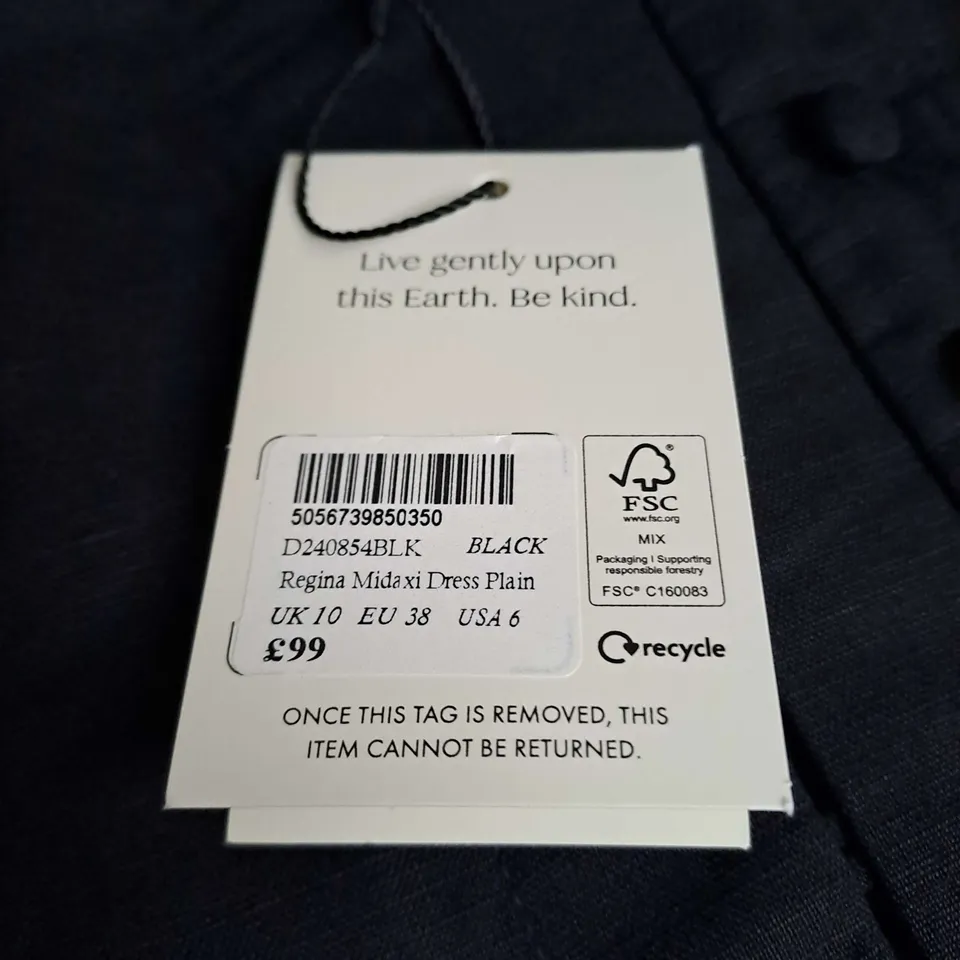 Live gently upon
this Earth. Be kind.
5056739850350
D240854BLK BLACK
Regina Midaxi Dress Plain
UK 10 EU 38 USA 6
£99
®
FSC
www.fsc.org
MIX
Packaging | Supporting
responsible forestry
FSC® C160083
recycle
ONCE THIS TAG IS REMOVED, THIS
ITEM CANNOT BE RETURNED.